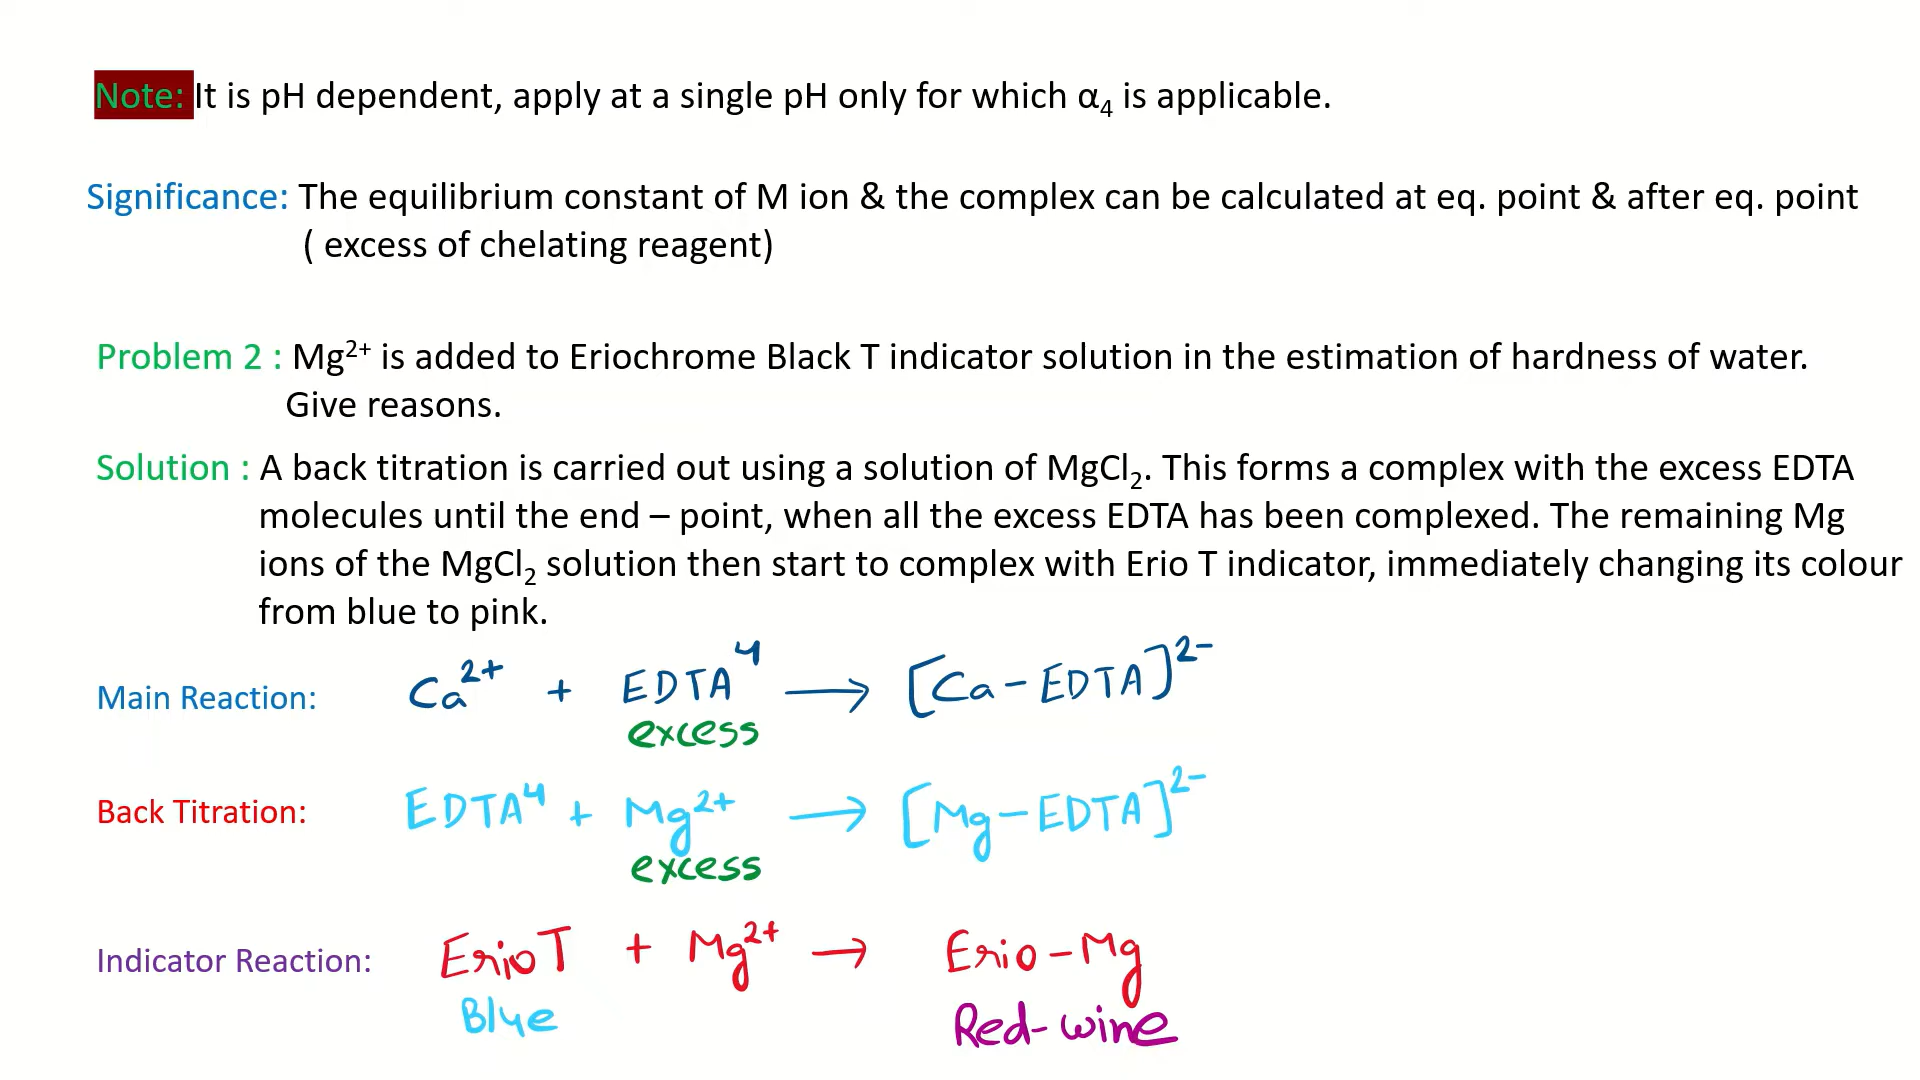 Note: It is pH dependent, apply at a single pH only for which α₄ is applicable.
Significance: The equilibrium constant of M ion & the complex can be calculated at eq. point & after eq. point
( excess of chelating reagent)
Problem 2 : Mg²⁺ is added to Eriochrome Black T indicator solution in the estimation of hardness of water.
Give reasons.
Solution : A back titration is carried out using a solution of MgCl₂. This forms a complex with the excess EDTA
molecules until the end – point, when all the excess EDTA has been complexed. The remaining Mg
ions of the MgCl₂ solution then start to complex with Erio T indicator, immediately changing its colour
from blue to pink.
Main Reaction: Ca²⁺ + EDTA⁴ → [Ca-EDTA]²⁻
excess
Back Titration: EDTA⁴ + Mg²⁺ → [Mg-EDTA]²⁻
excess
Indicator Reaction: Erio T + Mg²⁺ → Erio-Mg
Blue Red-wine